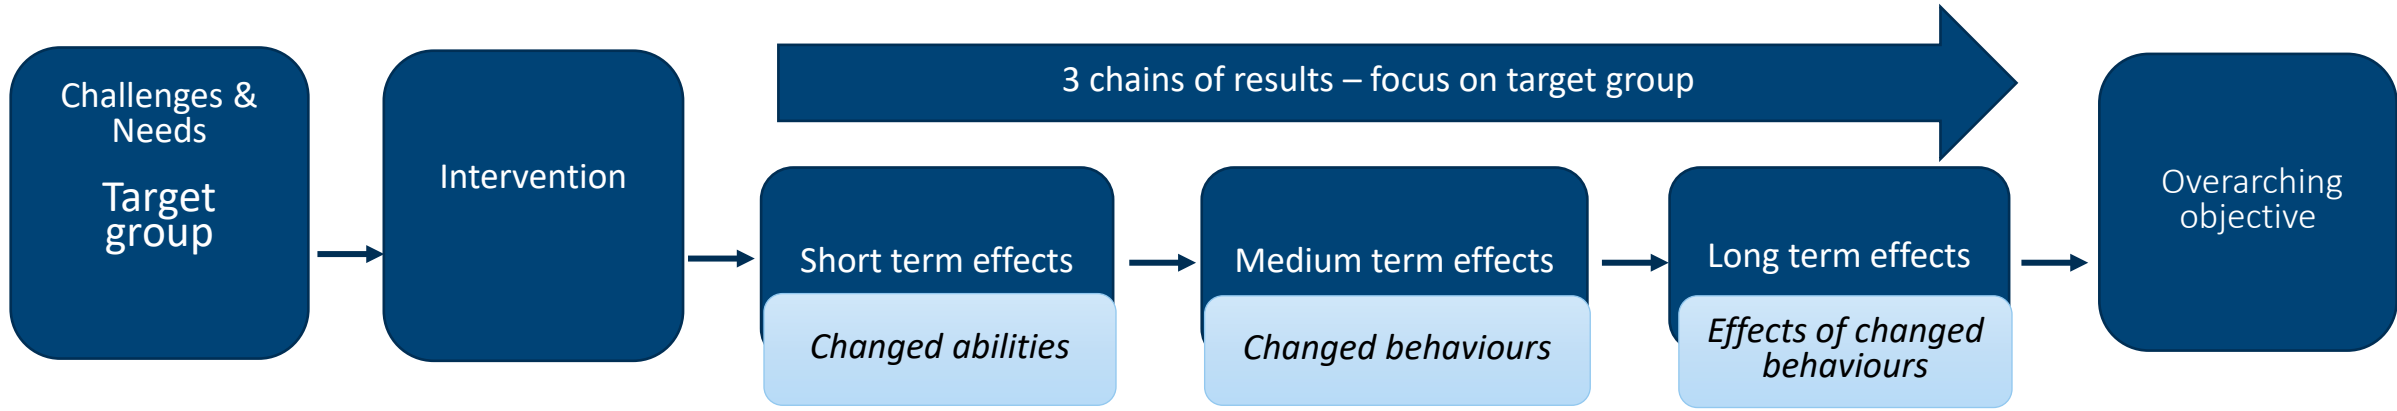 Challenges &
Needs
Target
group
Intervention
3 chains of results – focus on target group
Short term effects
Changed abilities
Medium term effects
Changed behaviours
Long term effects
Effects of changed
behaviours
Overarching
objective